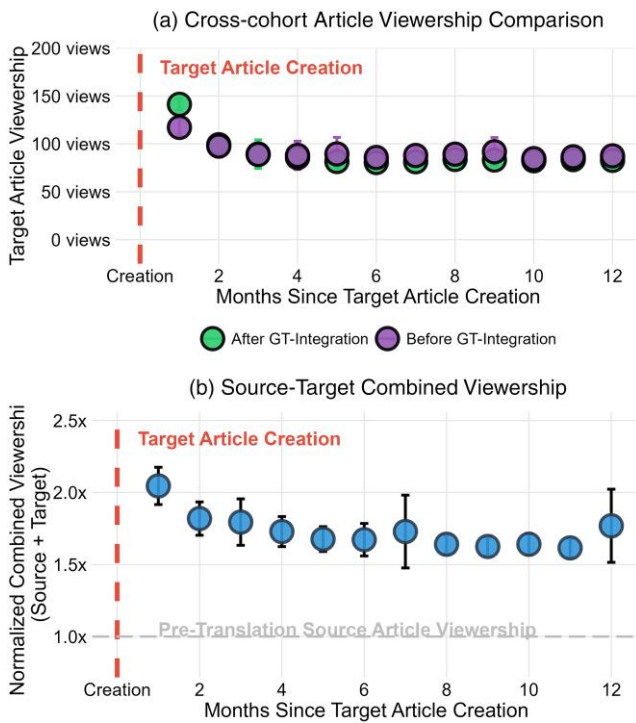 (a) Cross-cohort Article Viewership Comparison
200 views
Target Article Creation
150 views
100 views
50 views
0 views
Target Article Viewership
Creation 2 4 6 8 10 12
Months Since Target Article Creation
After GT-Integration Before GT-Integration
(b) Source-Target Combined Viewership
2.5x
Target Article Creation
2.0x
1.5x
Pre-Translation Source Article Viewership
1.0x
Normalized Combined Viewershi
(Source + Target)
Creation 2 4 6 8 10 12
Months Since Target Article Creation